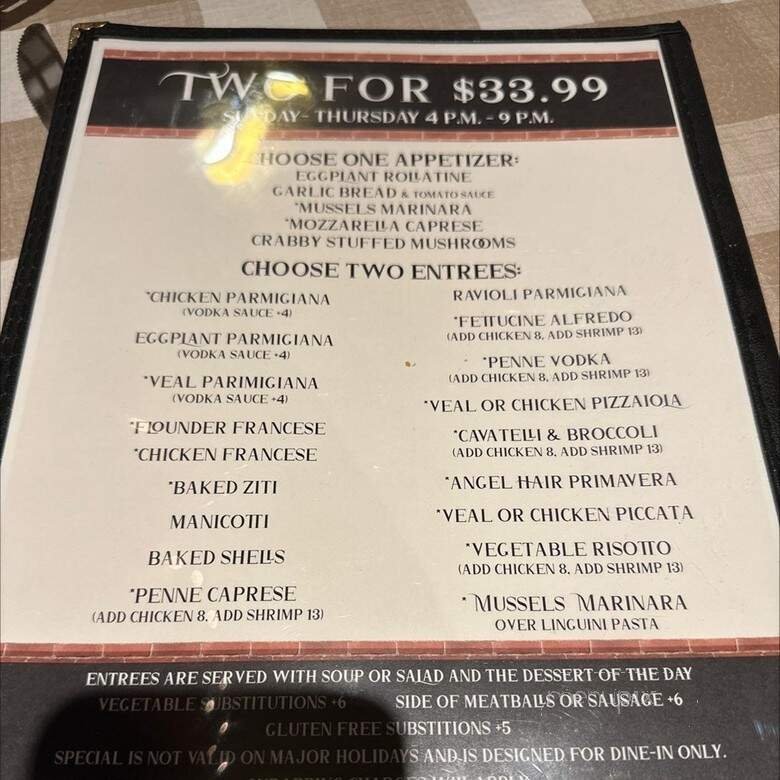 TWO FOR $33.99
SUNDAY- THURSDAY 4 P.M. - 9 P.M.
CHOOSE ONE APPETIZER:
EGGPLANT ROLLATINE
GARLIC BREAD & TOMATO SAUCE
*MUSSELS MARINARA
*MOZZARELLA CAPRESE
CRABBY STUFFED MUSHROOMS
CHOOSE TWO ENTREES:
*CHICKEN PARMIGIANA
(VODKA SAUCE +4)
EGGPLANT PARMIGIANA
(VODKA SAUCE +4)
*VEAL PARIMIGIANA
(VODKA SAUCE +4)
*FLOUNDER FRANCESE
*CHICKEN FRANCESE
*BAKED ZITI
MANICOTTI
BAKED SHELLS
*PENNE CAPRESE
(ADD CHICKEN 8, ADD SHRIMP 13)
RAVIOLI PARMIGIANA
*FETTUCINE ALFREDO
(ADD CHICKEN 8, ADD SHRIMP 13)
*PENNE VODKA
(ADD CHICKEN 8, ADD SHRIMP 13)
*VEAL OR CHICKEN PIZZAIOLA
*CAVATELLI & BROCCOLI
(ADD CHICKEN 8, ADD SHRIMP 13)
*ANGEL HAIR PRIMAVERA
*VEAL OR CHICKEN PICCATA
*VEGETABLE RISOTTO
(ADD CHICKEN 8, ADD SHRIMP 13)
* MUSSELS MARINARA
OVER LINGUINI PASTA
ENTREES ARE SERVED WITH SOUP OR SALAD AND THE DESSERT OF THE DAY
VEGETABLE SUBSTITUTIONS +6 SIDE OF MEATBALLS OR SAUSAGE +6
GLUTEN FREE SUBSTITIONS +5
SPECIAL IS NOT VALID ON MAJOR HOLIDAYS AND IS DESIGNED FOR DINE-IN ONLY.
CHARGES WILL APPLY